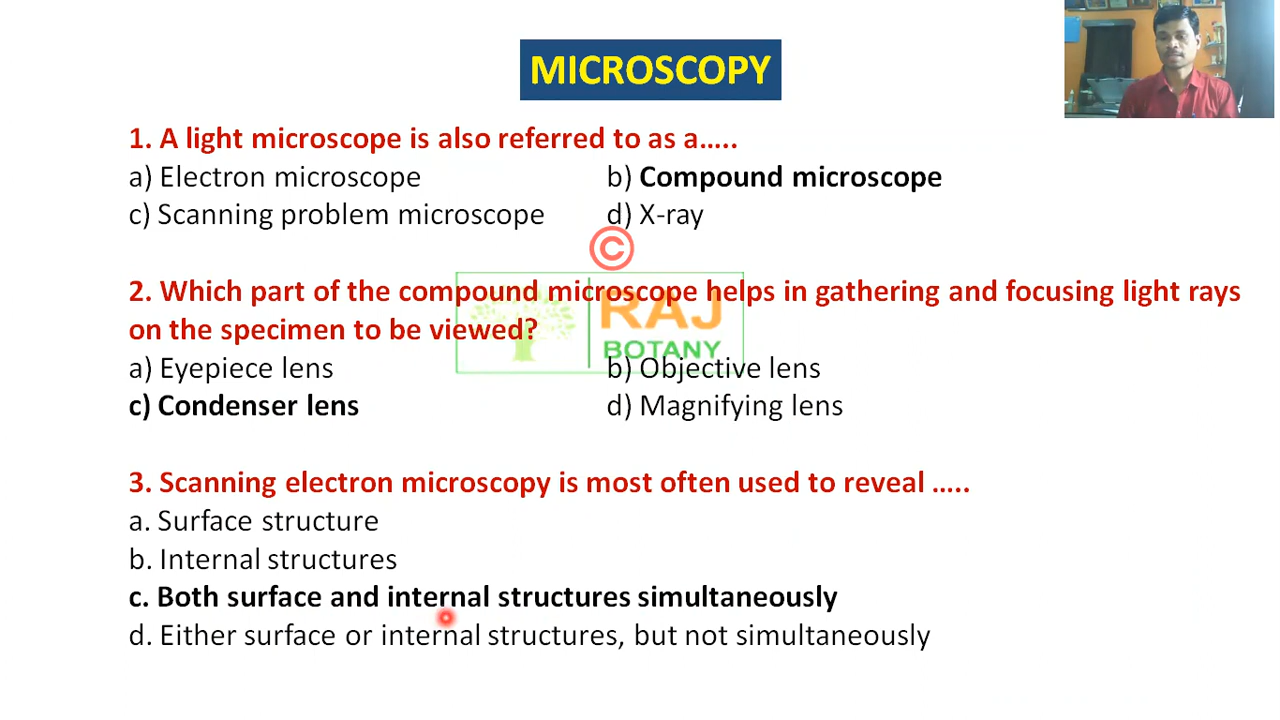 MICROSCOPY
1. A light microscope is also referred to as a…..
a) Electron microscope b) Compound microscope
c) Scanning problem microscope d) X-ray
©
2. Which part of the compound microscope helps in gathering and focusing light rays
on the specimen to be viewed?
RAJ
BOTANY
a) Eyepiece lens b) Objective lens
c) Condenser lens d) Magnifying lens
3. Scanning electron microscopy is most often used to reveal …..
a. Surface structure
b. Internal structures
c. Both surface and internal structures simultaneously
d. Either surface or internal structures, but not simultaneously